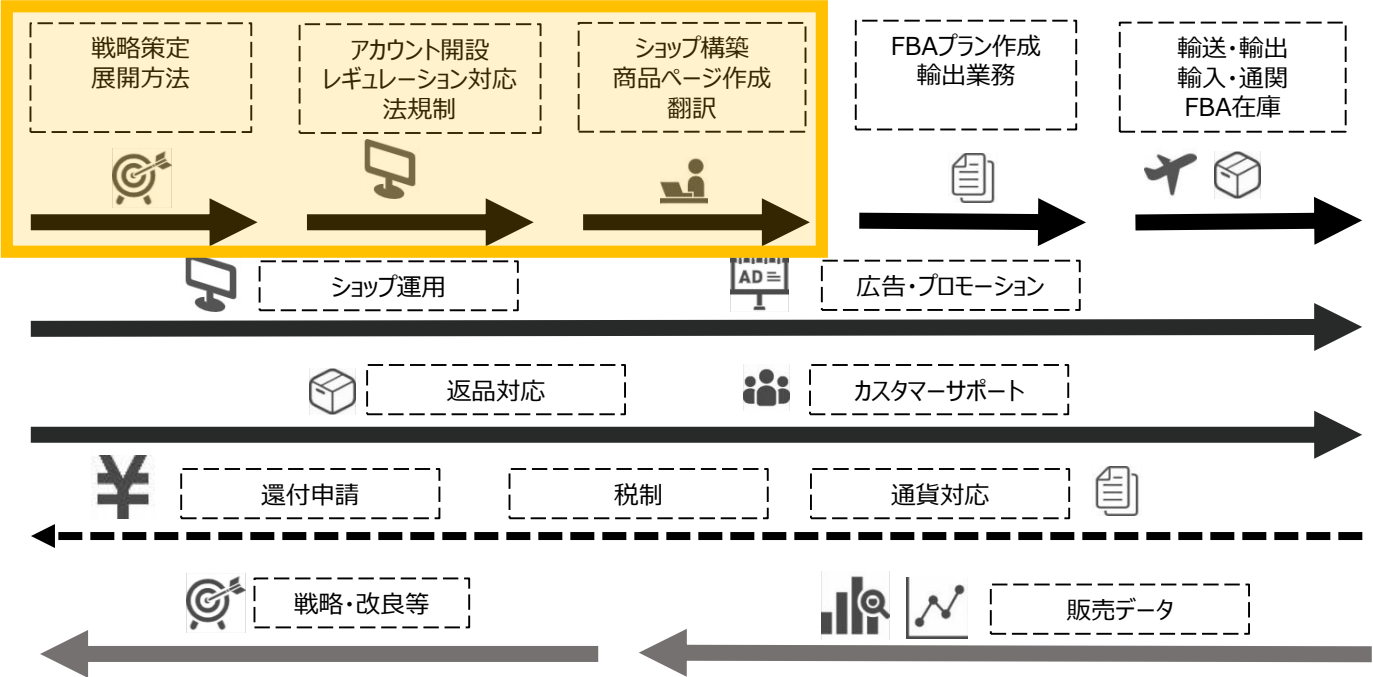 戦略策定
展開方法
アカウント開設
レギュレーション対応
法規制
ショップ構築
商品ページ作成
翻訳
FBAプラン作成
輸出業務
輸送・輸出
輸入・通関
FBA在庫
ショップ運用
AD
広告・プロモーション
返品対応
カスタマーサポート
¥
還付申請
税制
通貨対応
戦略・改良等
販売データ